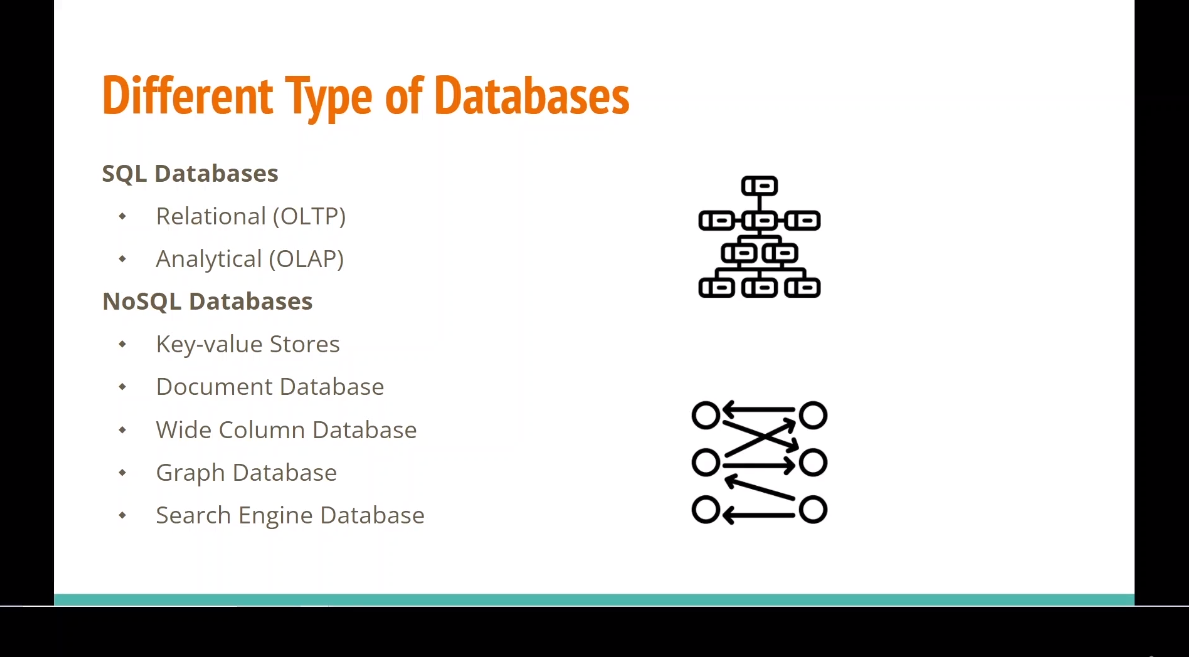 Different Type of Databases
SQL Databases
Relational (OLTP)
Analytical (OLAP)
NoSQL Databases
Key-value Stores
Document Database
Wide Column Database
Graph Database
Search Engine Database